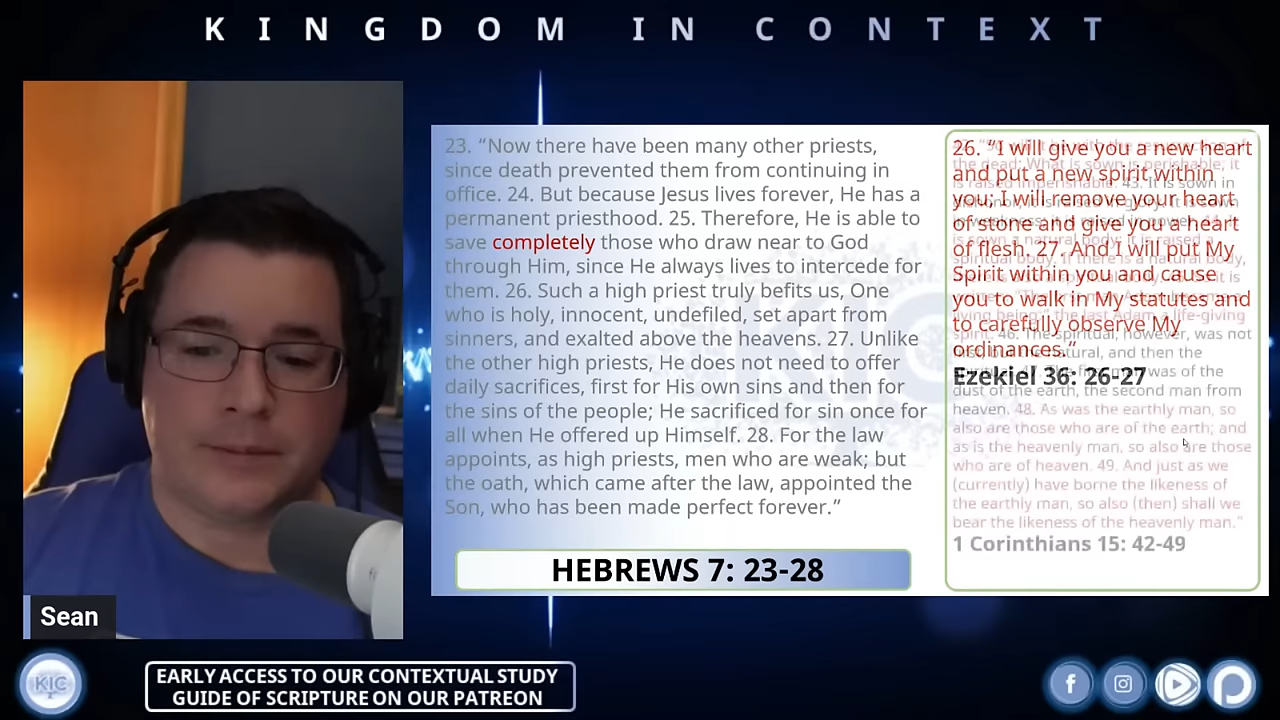 KINGDOM IN CONTEXT
23. “Now there have been many other priests,
since death prevented them from continuing in
office. 24. But because Jesus lives forever, He has a
permanent priesthood. 25. Therefore, He is able to
save completely those who draw near to God
through Him, since He always lives to intercede for
them. 26. Such a high priest truly befits us, One
who is holy, innocent, undefiled, set apart from
sinners, and exalted above the heavens. 27. Unlike
the other high priests, He does not need to offer
daily sacrifices, first for His own sins and then for
the sins of the people; He sacrificed for sin once for
all when He offered up Himself. 28. For the law
appoints, as high priests, men who are weak; but
the oath, which came after the law, appointed the
Son, who has been made perfect forever.”
HEBREWS 7: 23-28
26. “I will give you a new heart
and put a new spirit within
you; I will remove your heart
of stone and give you a heart
of flesh. 27. And I will put My
Spirit within you and cause
you to walk in My statutes and
to carefully observe My
ordinances.”
Ezekiel 36: 26-27
dust of the earth, the second man from
heaven. 48. As was the earthly man, so
also are those who are of the earth; and
as is the heavenly man, so also are those
who are of heaven. 49. And just as we
(currently) have borne the likeness of
the earthly man, so also (then) shall we
bear the likeness of the heavenly man.”
1 Corinthians 15: 42-49
Sean
KIC
EARLY ACCESS TO OUR CONTEXTUAL STUDY
GUIDE OF SCRIPTURE ON OUR PATREON